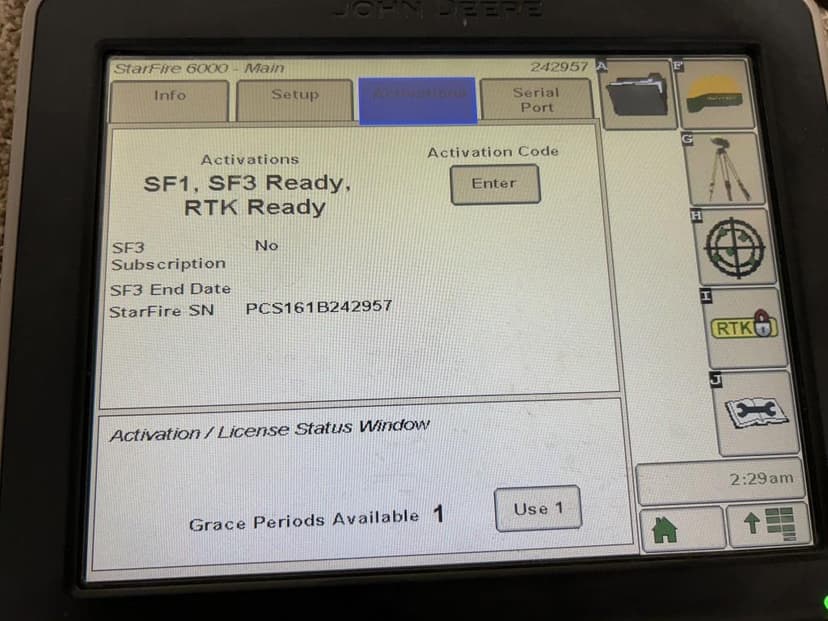 JOHN DEERE
StarFire 6000 - Main
242957
Info
Setup
Activations
Serial
Port
Activations
SF1, SF3 Ready,
RTK Ready
Activation Code
Enter
SF3
Subscription
No
SF3 End Date
StarFire SN
PCS161B242957
Activation / License Status Window
Grace Periods Available 1
Use 1
A
F
G
H
I
RTK
J
2:29am